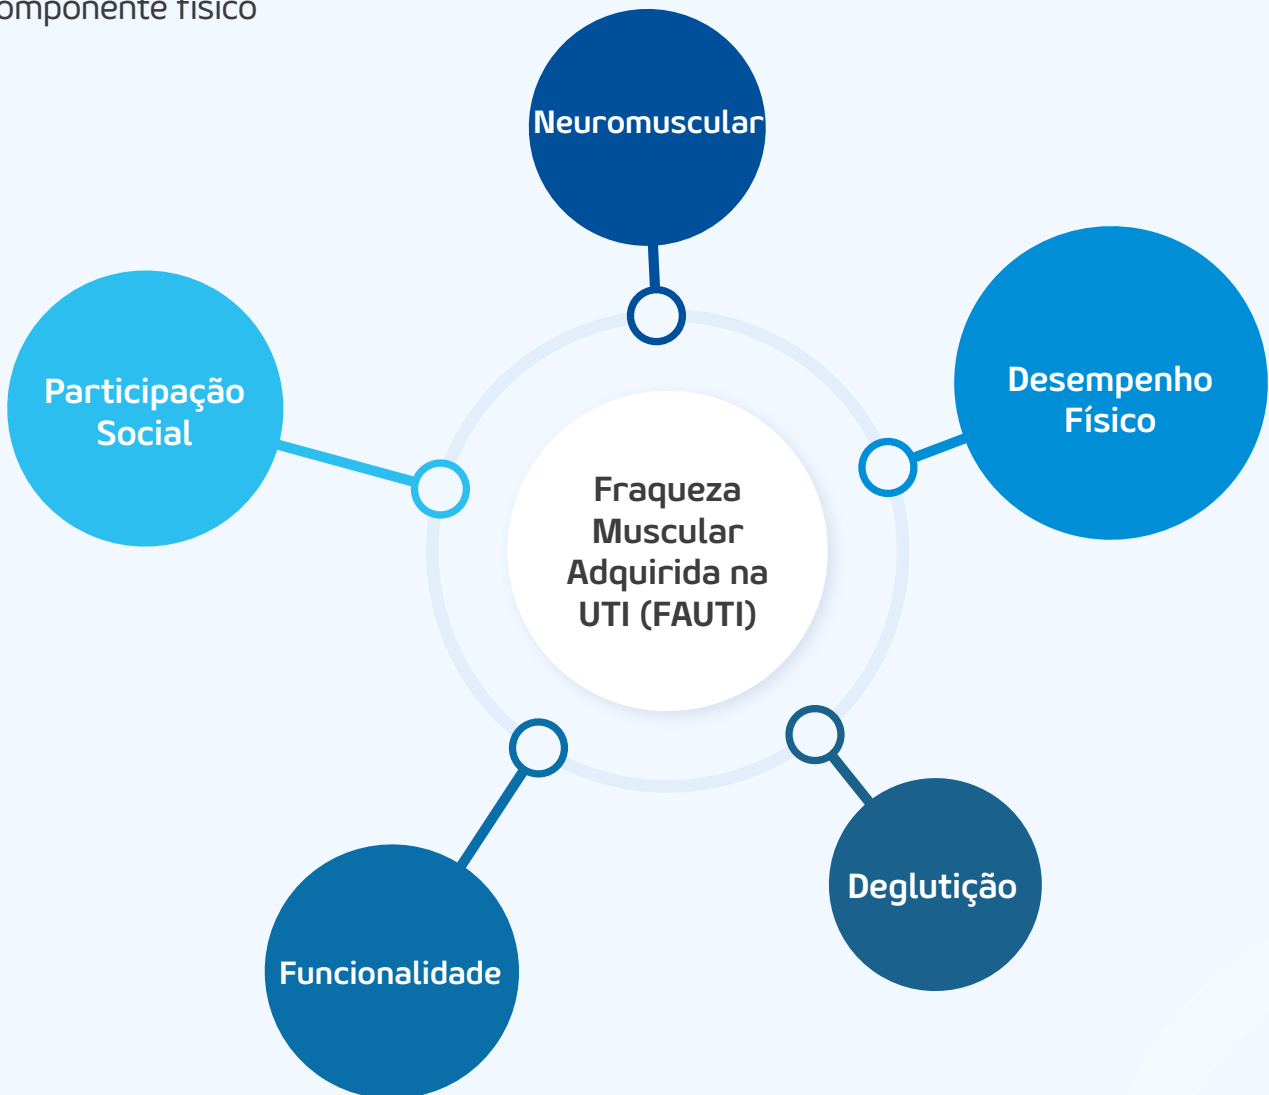 omponente físico
Neuromuscular
Desempenho
Físico
Participação
Social
Fraqueza
Muscular
Adquirida na
UTI (FAUTI)
Deglutição
Funcionalidade